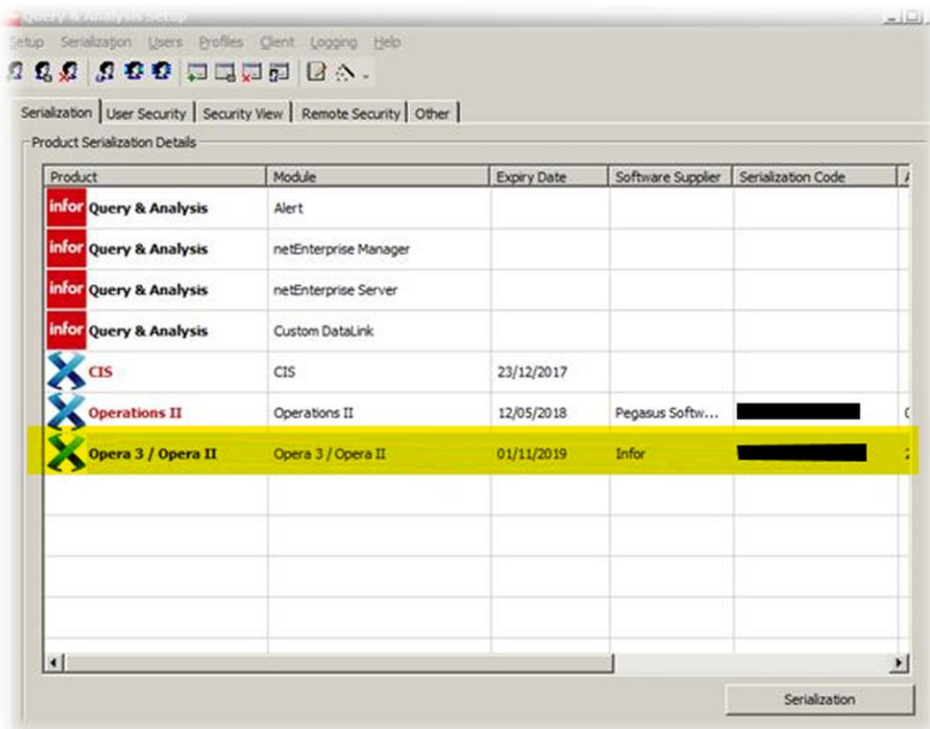 Query & Analysis Setup
Setup Serialization Users Profiles Client Logging Help
Serialization User Security Security View Remote Security Other
Product Serialization Details
Product Module Expiry Date Software Supplier Serialization Code
infor Query & Analysis Alert
infor Query & Analysis netEnterprise Manager
infor Query & Analysis netEnterprise Server
infor Query & Analysis Custom DataLink
CIS CIS 23/12/2017
Operations II Operations II 12/05/2018 Pegasus Softw...
Opera 3 / Opera II Opera 3 / Opera II 01/11/2019 Infor
Serialization